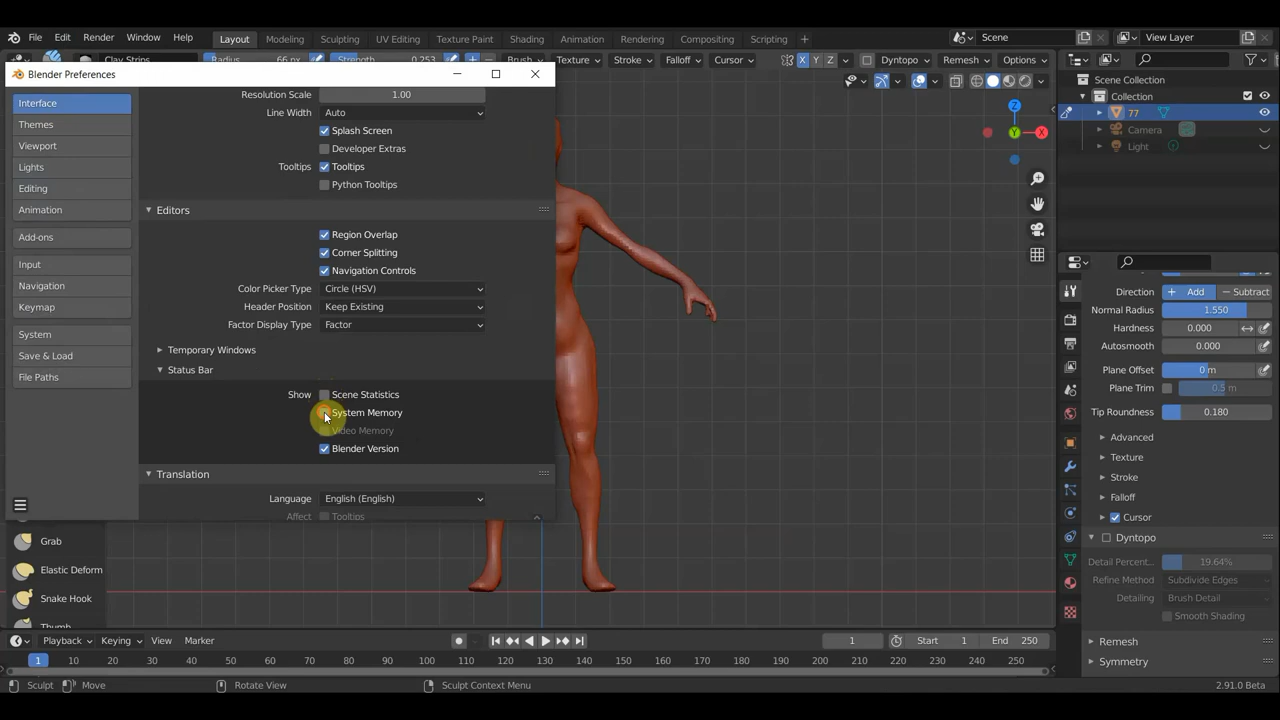 File Edit Render Window Help Layout Modeling Sculpting UV Editing Texture Paint Shading Animation Rendering Compositing Scripting + Scene View Layer
Clay Strips Radius 66 px Strength 0.253 Brush Texture Stroke Falloff Cursor X Y Z Dyntopo Remesh Options
Blender Preferences
Interface
Themes
Viewport
Lights
Editing
Animation
Add-ons
Input
Navigation
Keymap
System
Save & Load
File Paths
Resolution Scale 1.00
Line Width Auto
Splash Screen
Developer Extras
Tooltips Tooltips
Python Tooltips
Editors
Region Overlap
Corner Splitting
Navigation Controls
Color Picker Type Circle (HSV)
Header Position Keep Existing
Factor Display Type Factor
Temporary Windows
Status Bar
Show Scene Statistics
System Memory
Video Memory
Blender Version
Translation
Language English (English)
Affect Tooltips
Grab
Elastic Deform
Snake Hook
Thumb
Z
Y X
Scene Collection
Collection
77
Camera
Light
Direction + Add — Subtract
Normal Radius 1.550
Hardness 0.000
Autosmooth 0.000
Plane Offset 0 m
Plane Trim 0.5 m
Tip Roundness 0.180
Advanced
Texture
Stroke
Falloff
Cursor
Dyntopo
Detail Percent... 19.64%
Refine Method Subdivide Edges
Detailing Brush Detail
Smooth Shading
Remesh
Symmetry
Playback Keying View Marker 1 Start 1 End 250
1 10 20 30 40 50 60 70 80 90 100 110 120 130 140 150 160 170 180 190 200 210 220 230 240 250
Sculpt Move Rotate View Sculpt Context Menu 2.91.0 Beta